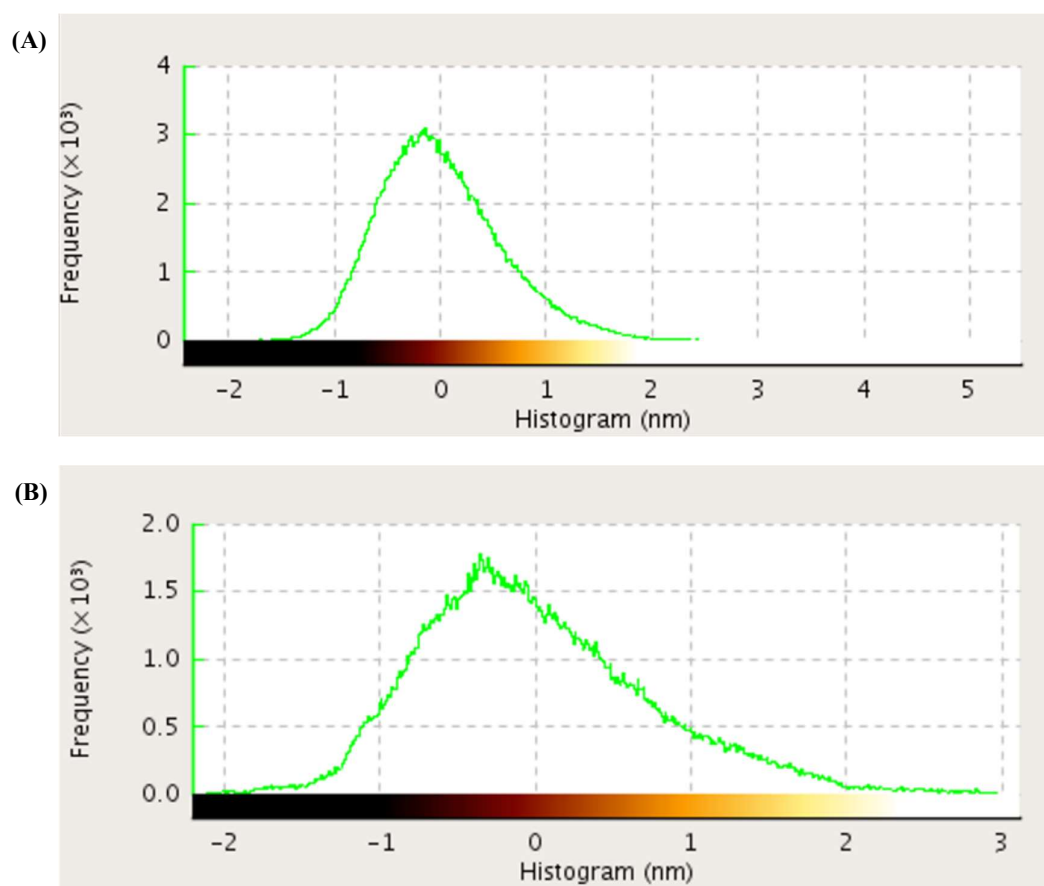 (A)
Frequency (×10³)
4
3
2
1
0
−2 −1 0 1 2 3 4 5
Histogram (nm)
(B)
Frequency (×10³)
2.0
1.5
1.0
0.5
0.0
−2 −1 0 1 2 3
Histogram (nm)